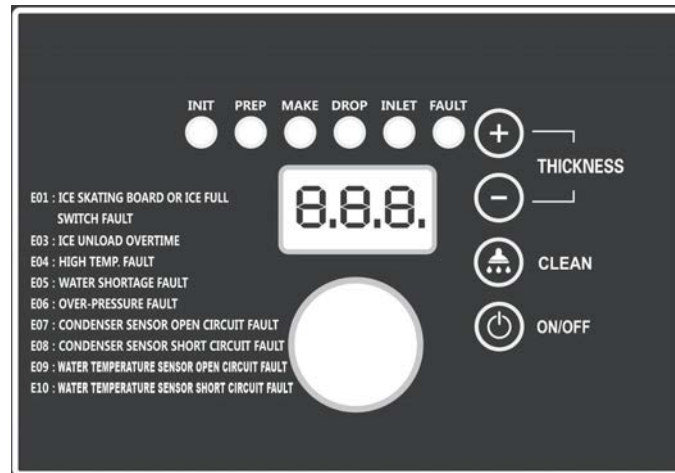 INIT PREP MAKE DROP INLET FAULT
+
THICKNESS
8.8.8.
-
E01 : ICE SKATING BOARD OR ICE FULL
SWITCH FAULT
E03 : ICE UNLOAD OVERTIME
E04 : HIGH TEMP. FAULT
E05 : WATER SHORTAGE FAULT
E06 : OVER-PRESSURE FAULT
E07 : CONDENSER SENSOR OPEN CIRCUIT FAULT
E08 : CONDENSER SENSOR SHORT CIRCUIT FAULT
E09 : WATER TEMPERATURE SENSOR OPEN CIRCUIT FAULT
E10 : WATER TEMPERATURE SENSOR SHORT CIRCUIT FAULT
CLEAN
ON/OFF